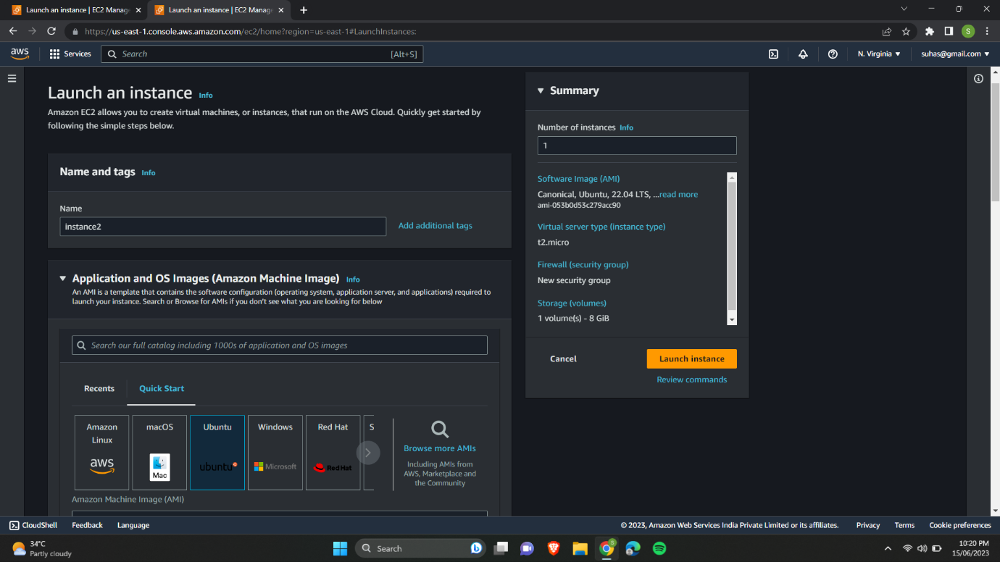 Launch an instance | EC2 Manage
Launch an instance | EC2 Manage
https://us-east-1.console.aws.amazon.com/ec2/home?region=us-east-1#LaunchInstances:
S
aws
Services
Search
[Alt+S]
N. Virginia
suhas@gmail.com
Launch an instance Info
Amazon EC2 allows you to create virtual machines, or instances, that run on the AWS Cloud. Quickly get started by
following the simple steps below.
Name and tags Info
Name
instance2
Add additional tags
Application and OS Images (Amazon Machine Image) Info
An AMI is a template that contains the software configuration (operating system, application server, and applications) required to
launch your instance. Search or Browse for AMIs if you don't see what you are looking for below
Search our full catalog including 1000s of application and OS images
Recents
Quick Start
Amazon
Linux
aws
macOS
Mac
Ubuntu
ubuntu
Windows
Microsoft
Red Hat
Red Hat
S
Browse more AMIs
Including AMIs from
AWS, Marketplace and
the Community
Amazon Machine Image (AMI)
Summary
Number of instances Info
1
Software Image (AMI)
Canonical, Ubuntu, 22.04 LTS, ...read more
ami-053b0d53c279acc90
Virtual server type (instance type)
t2.micro
Firewall (security group)
New security group
Storage (volumes)
1 volume(s) - 8 GiB
Cancel
Launch instance
Review commands
CloudShell
Feedback
Language
© 2023, Amazon Web Services India Private Limited or its affiliates.
Privacy
Terms
Cookie preferences
34°C
Partly cloudy
Search
10:20 PM
15/06/2023